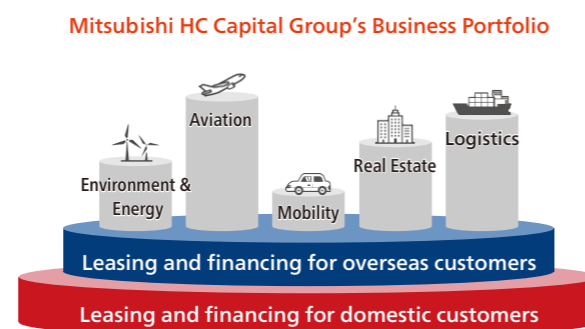 Mitsubishi HC Capital Group's Business Portfolio
Aviation
Logistics
Real Estate
Environment &
Energy
Mobility
Leasing and financing for overseas customers
Leasing and financing for domestic customers